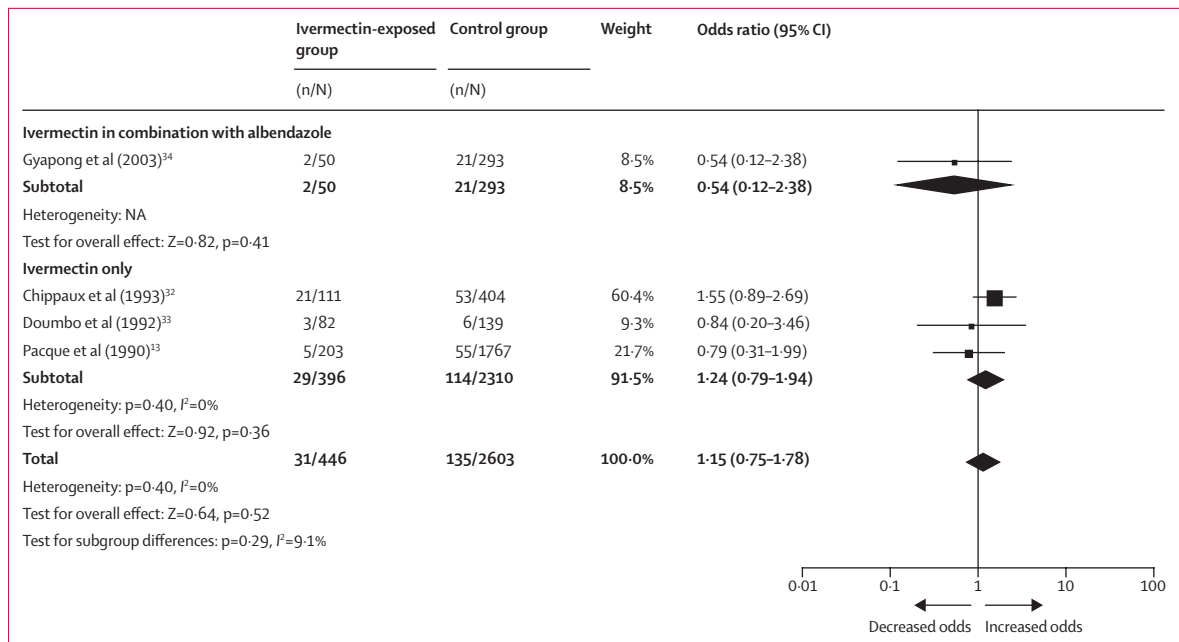 Ivermectin-exposed group Control group Weight Odds ratio (95% CI)
(n/N) (n/N)
Ivermectin in combination with albendazole
Gyapong et al (2003)³⁴ 2/50 21/293 8·5% 0·54 (0·12–2·38)
Subtotal 2/50 21/293 8·5% 0·54 (0·12–2·38)
Heterogeneity: NA
Test for overall effect: Z=0·82, p=0·41
Ivermectin only
Chippaux et al (1993)³² 21/111 53/404 60·4% 1·55 (0·89–2·69)
Doumbo et al (1992)³³ 3/82 6/139 9·3% 0·84 (0·20–3·46)
Pacque et al (1990)¹³ 5/203 55/1767 21·7% 0·79 (0·31–1·99)
Subtotal 29/396 114/2310 91·5% 1·24 (0·79–1·94)
Heterogeneity: p=0·40, I²=0%
Test for overall effect: Z=0·92, p=0·36
Total 31/446 135/2603 100·0% 1·15 (0·75–1·78)
Heterogeneity: p=0·40, I²=0%
Test for overall effect: Z=0·64, p=0·52
Test for subgroup differences: p=0·29, I²=9·1%
0·01 0·1 1 10 100
Decreased odds Increased odds